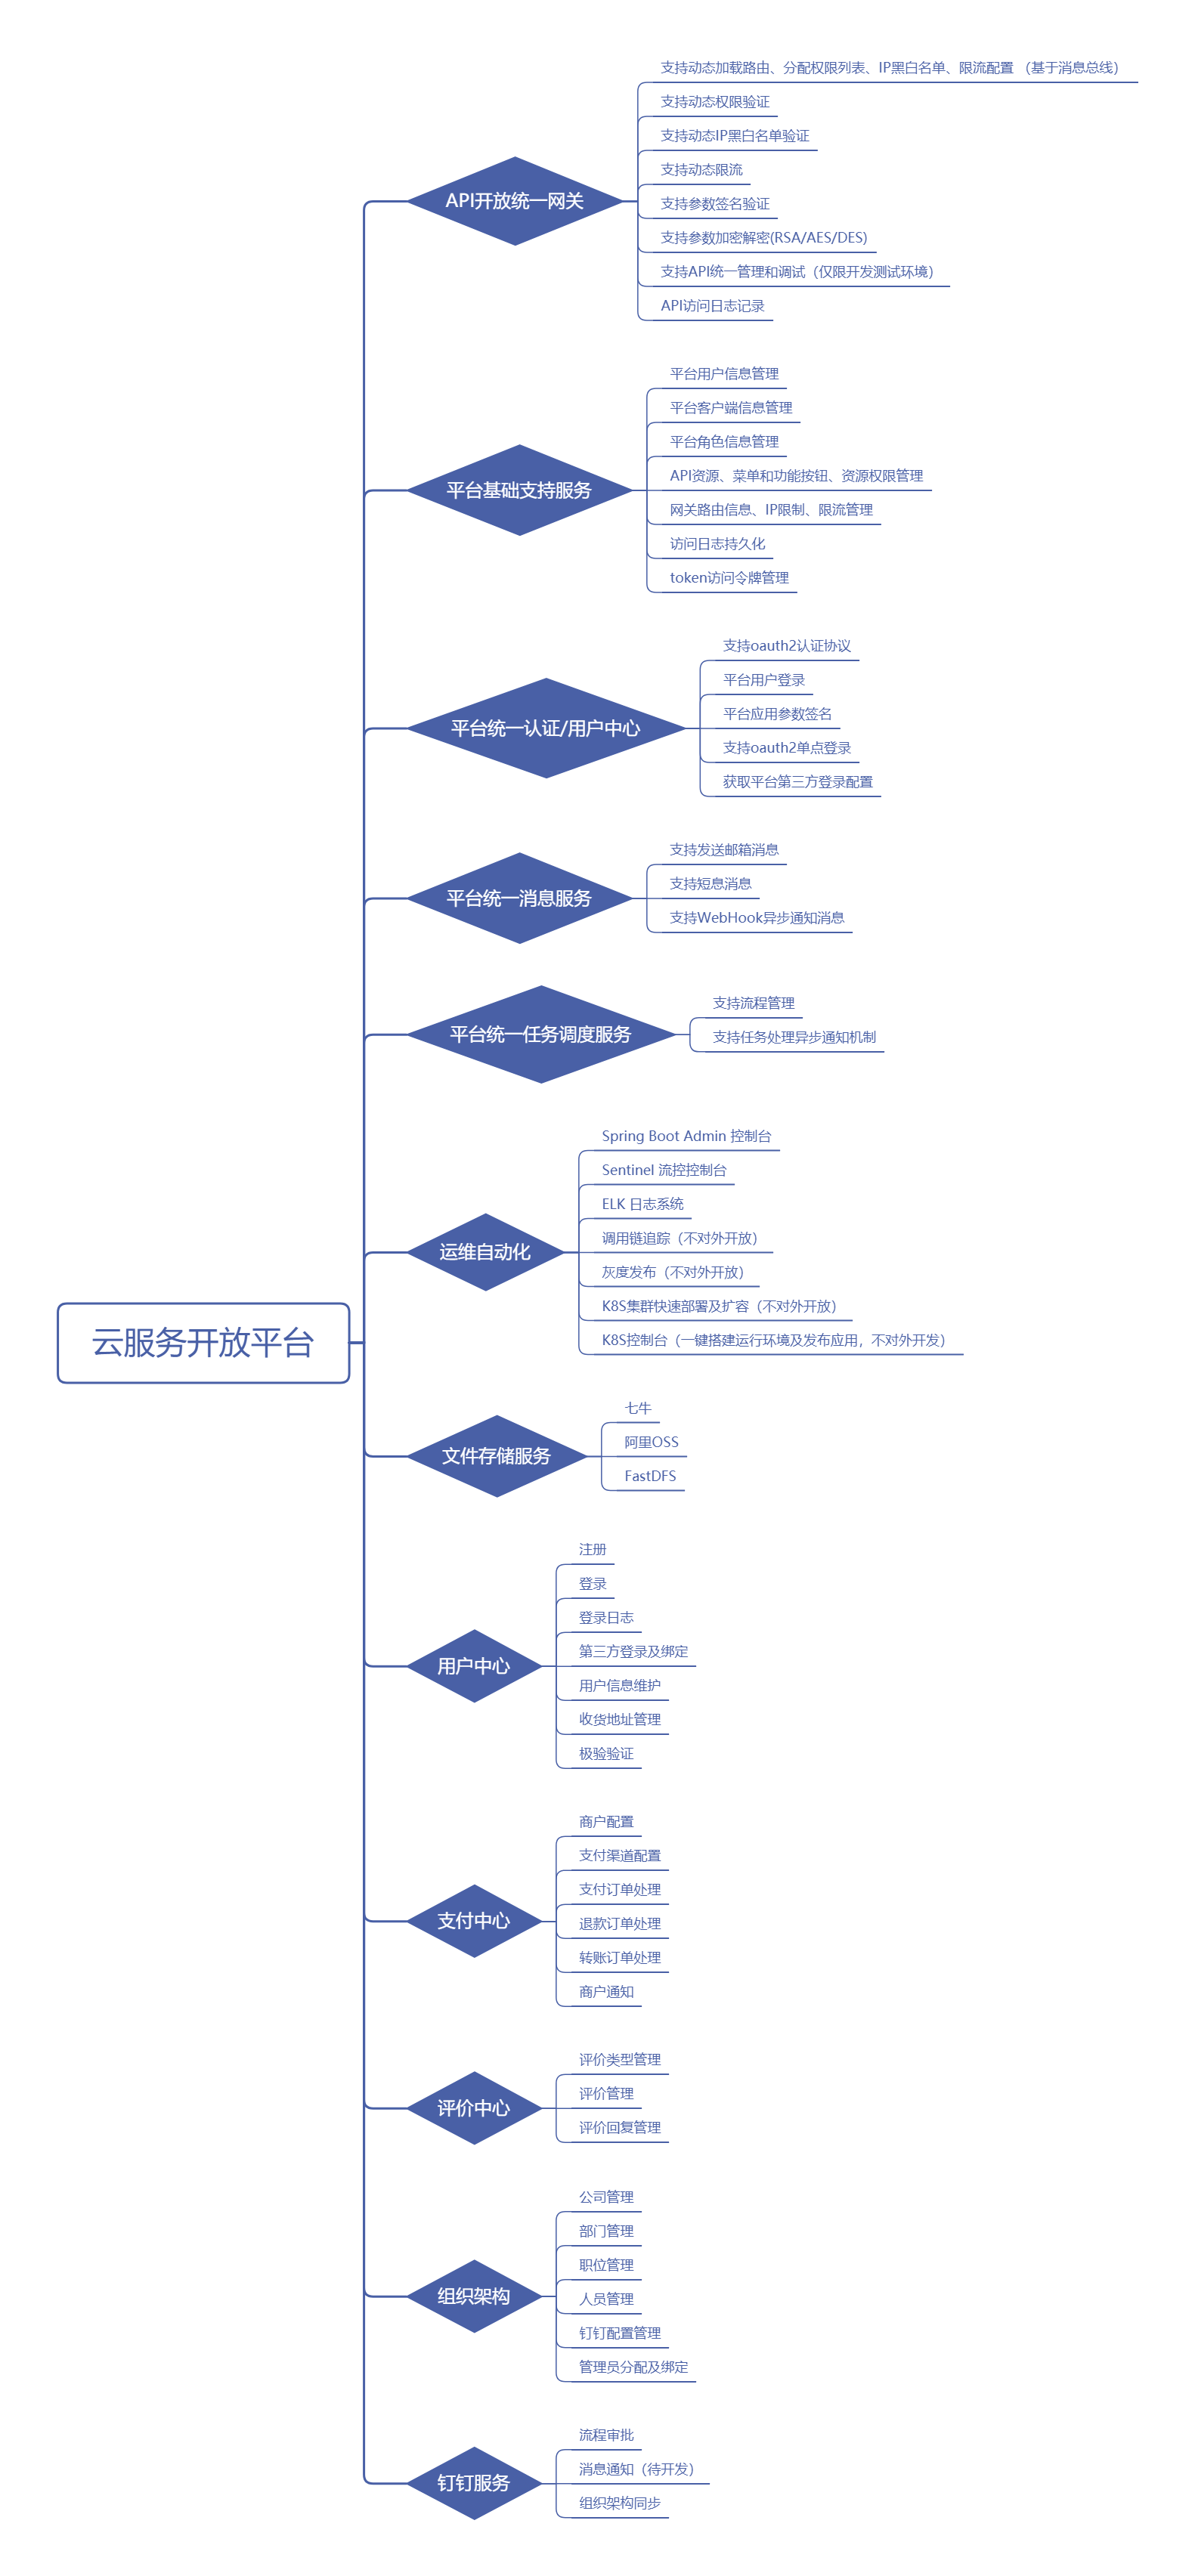 云服务开放平台
API开放统一网关
支持动态加载路由、分配权限列表、IP黑白名单、限流配置 （基于消息总线）
支持动态权限验证
支持动态IP黑白名单验证
支持动态限流
支持参数签名验证
支持参数加密解密(RSA/AES/DES)
支持API统一管理和调试（仅限开发测试环境）
API访问日志记录
平台基础支持服务
平台用户信息管理
平台客户端信息管理
平台角色信息管理
API资源、菜单和功能按钮、资源权限管理
网关路由信息、IP限制、限流管理
访问日志持久化
token访问令牌管理
平台统一认证/用户中心
支持oauth2认证协议
平台用户登录
平台应用参数签名
支持oauth2单点登录
获取平台第三方登录配置
平台统一消息服务
支持发送邮箱消息
支持短息消息
支持WebHook异步通知消息
平台统一任务调度服务
支持流程管理
支持任务处理异步通知机制
运维自动化
Spring Boot Admin 控制台
Sentinel 流控控制台
ELK 日志系统
调用链追踪（不对外开放）
灰度发布（不对外开放）
K8S集群快速部署及扩容（不对外开放）
K8S控制台（一键搭建运行环境及发布应用，不对外开发）
文件存储服务
七牛
阿里OSS
FastDFS
用户中心
注册
登录
登录日志
第三方登录及绑定
用户信息维护
收货地址管理
极验验证
支付中心
商户配置
支付渠道配置
支付订单处理
退款订单处理
转账订单处理
商户通知
评价中心
评价类型管理
评价管理
评价回复管理
组织架构
公司管理
部门管理
职位管理
人员管理
钉钉配置管理
管理员分配及绑定
钉钉服务
流程审批
消息通知（待开发）
组织架构同步